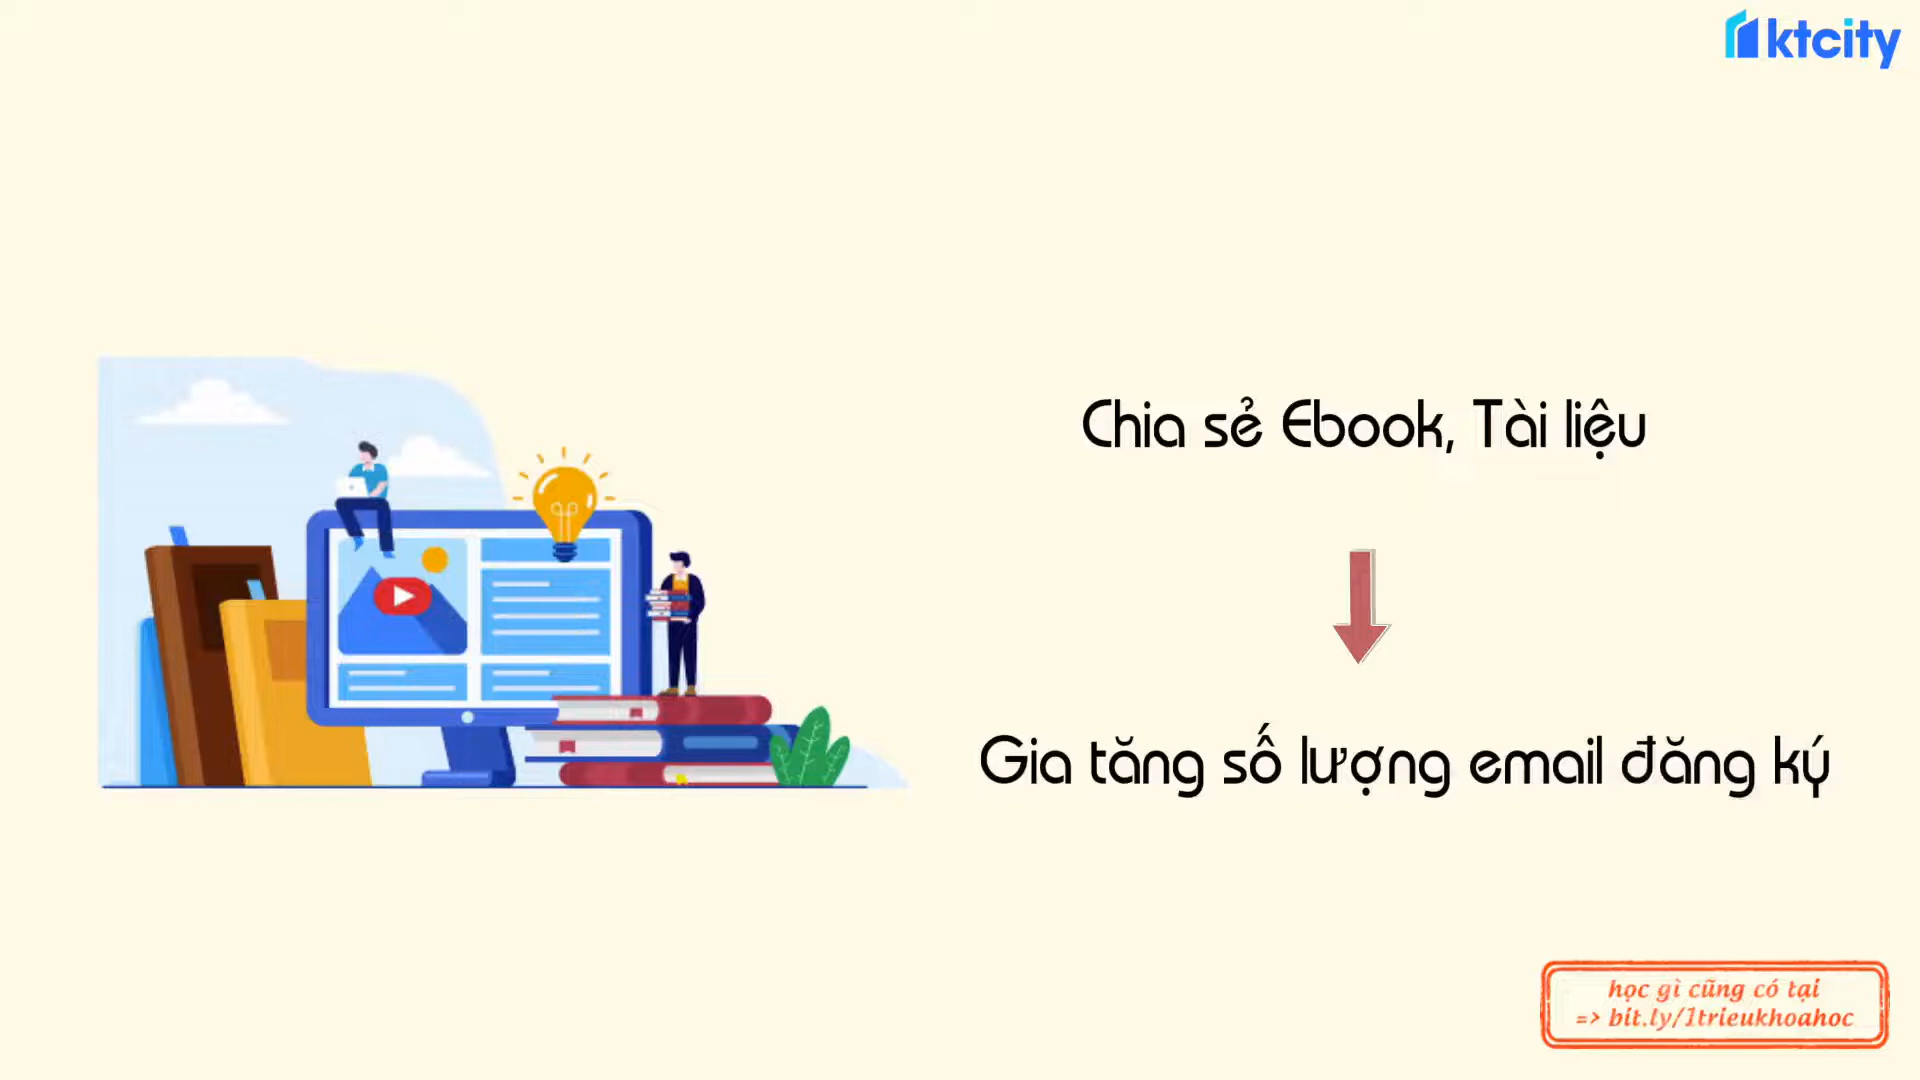 ktcity
Chia sẻ Ebook, Tài liệu
Gia tăng số lượng email đăng ký
học gì cũng có tại
=> bit.ly/1trieukhoahoc